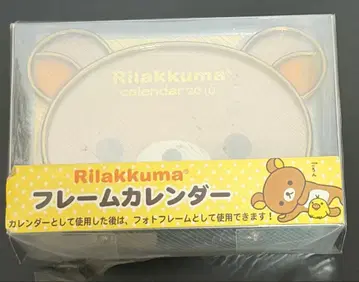 Rilakkuma®
calendar 2010
Rilakkuma®
フレームカレンダー
カレンダーとして使用した後は、フォトフレームとして使用できます！